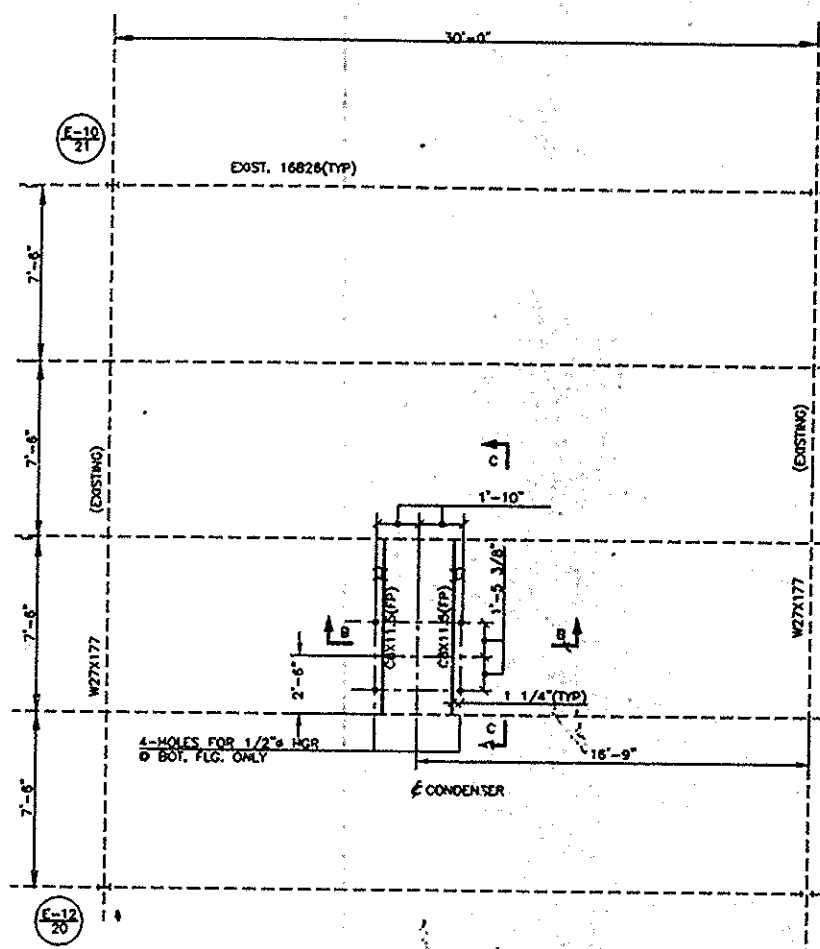 30'-0"
E-10
21
EXIST. 16B26(TYP)
7'-6"
7'-6"
(EXISTING)
(EXISTING)
C
1'-10"
7'-6"
W27X177
C8X11.5(FP)
C8X11.5(FP)
1'-5 3/8"
B
B
W27X177
2'-6"
1 1/4"(TYP)
4-HOLES FOR 1/2"ø HGR
@ BOT. FLG. ONLY
C
16'-9"
℄ CONDENSER
7'-6"
E-12
20